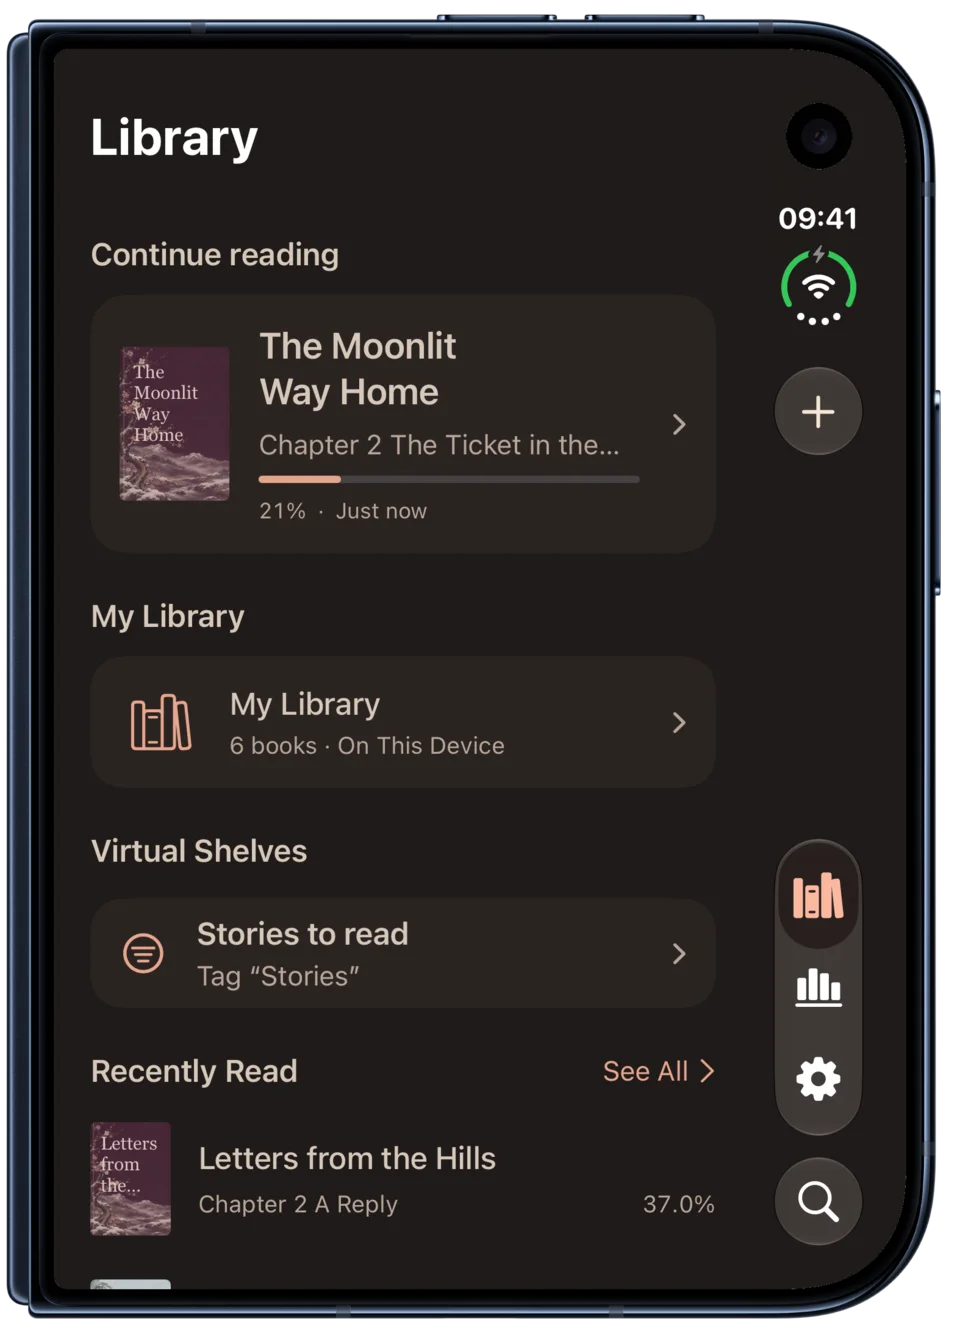 Library
09:41
Continue reading
The
Moonlit
Way
Home
The Moonlit
Way Home
Chapter 2 The Ticket in the...
21% · Just now
My Library
My Library
6 books · On This Device
Virtual Shelves
Stories to read
Tag “Stories”
Recently Read
See All
Letters
from
the...
Letters from the Hills
Chapter 2 A Reply
37.0%